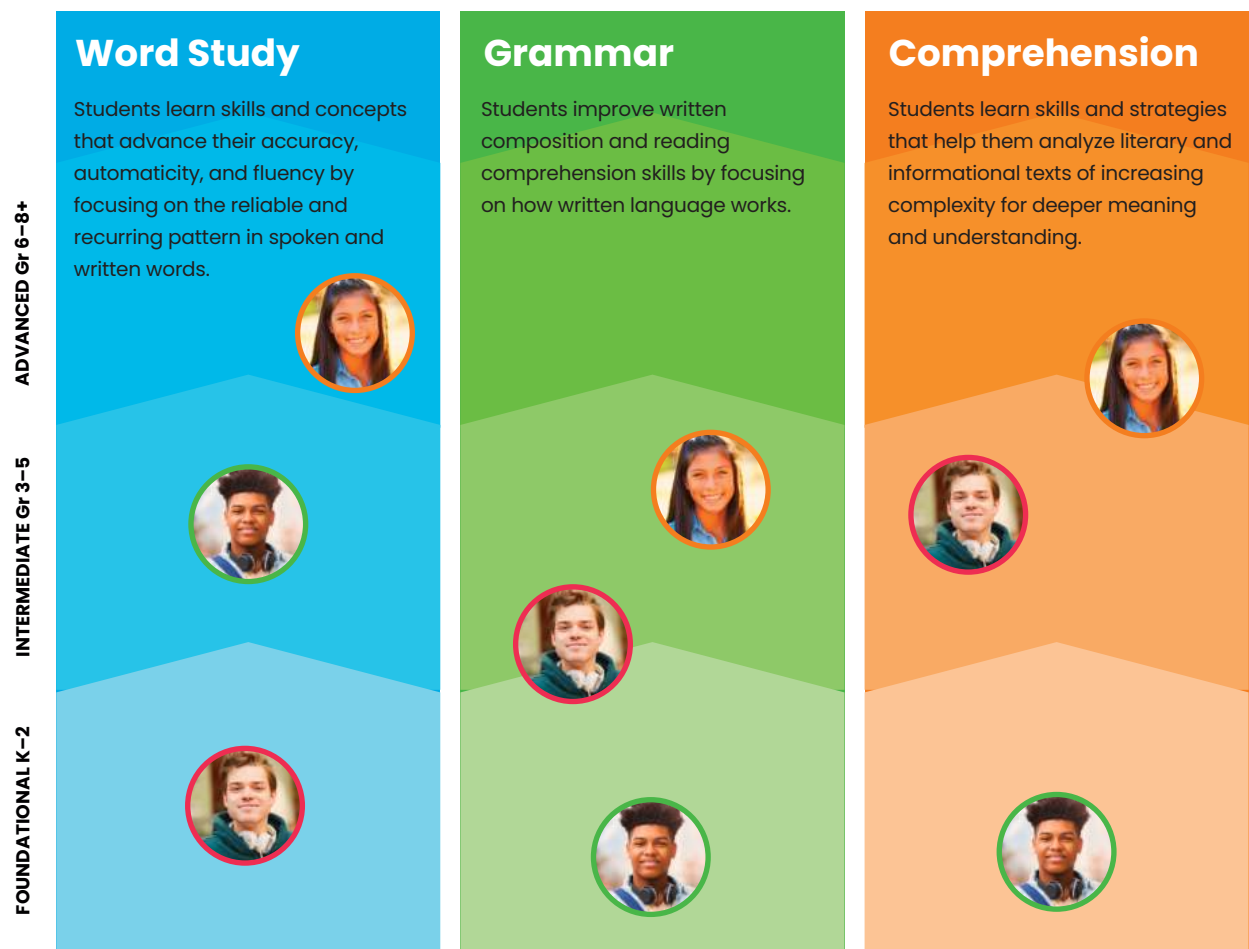 Word Study
Students learn skills and concepts
that advance their accuracy,
automaticity, and fluency by
focusing on the reliable and
recurring pattern in spoken and
written words.
Grammar
Students improve written
composition and reading
comprehension skills by focusing
on how written language works.
Comprehension
Students learn skills and strategies
that help them analyze literary and
informational texts of increasing
complexity for deeper meaning
and understanding.
ADVANCED Gr 6–8+
INTERMEDIATE Gr 3–5
FOUNDATIONAL K–2